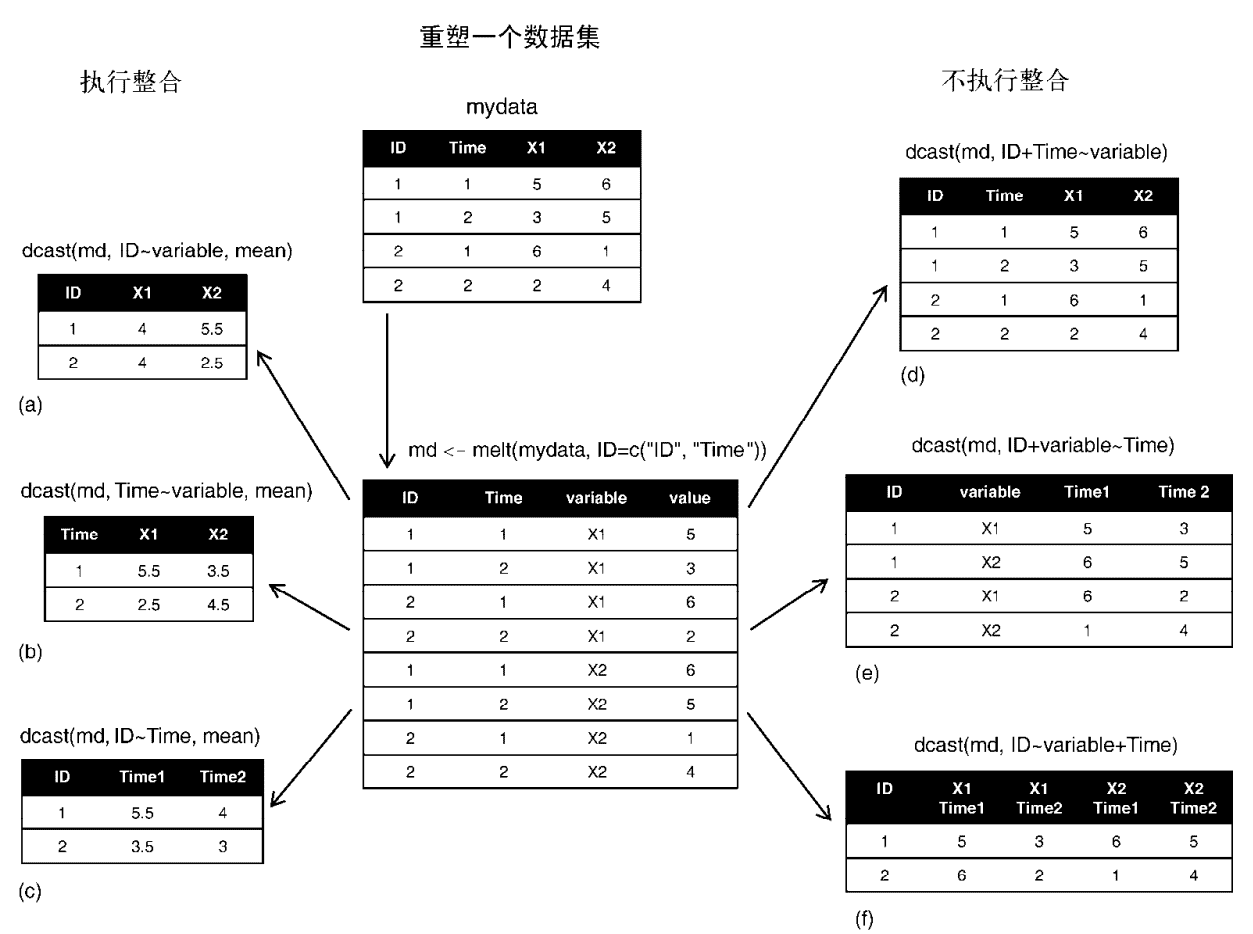 重塑一个数据集
执行整合
不执行整合
mydata
ID Time X1 X2
1 1 5 6
1 2 3 5
2 1 6 1
2 2 2 4
dcast(md, ID~variable, mean)
ID X1 X2
1 4 5.5
2 4 2.5
(a)
dcast(md, Time~variable, mean)
Time X1 X2
1 5.5 3.5
2 2.5 4.5
(b)
dcast(md, ID~Time, mean)
ID Time1 Time2
1 5.5 4
2 3.5 3
(c)
md <- melt(mydata, ID=c("ID", "Time"))
ID Time variable value
1 1 X1 5
1 2 X1 3
2 1 X1 6
2 2 X1 2
1 1 X2 6
1 2 X2 5
2 1 X2 1
2 2 X2 4
dcast(md, ID+Time~variable)
ID Time X1 X2
1 1 5 6
1 2 3 5
2 1 6 1
2 2 2 4
(d)
dcast(md, ID+variable~Time)
ID variable Time1 Time 2
1 X1 5 3
1 X2 6 5
2 X1 6 2
2 X2 1 4
(e)
dcast(md, ID~variable+Time)
ID X1 X1 X2 X2
Time1 Time2 Time1 Time2
1 5 3 6 5
2 6 2 1 4
(f)